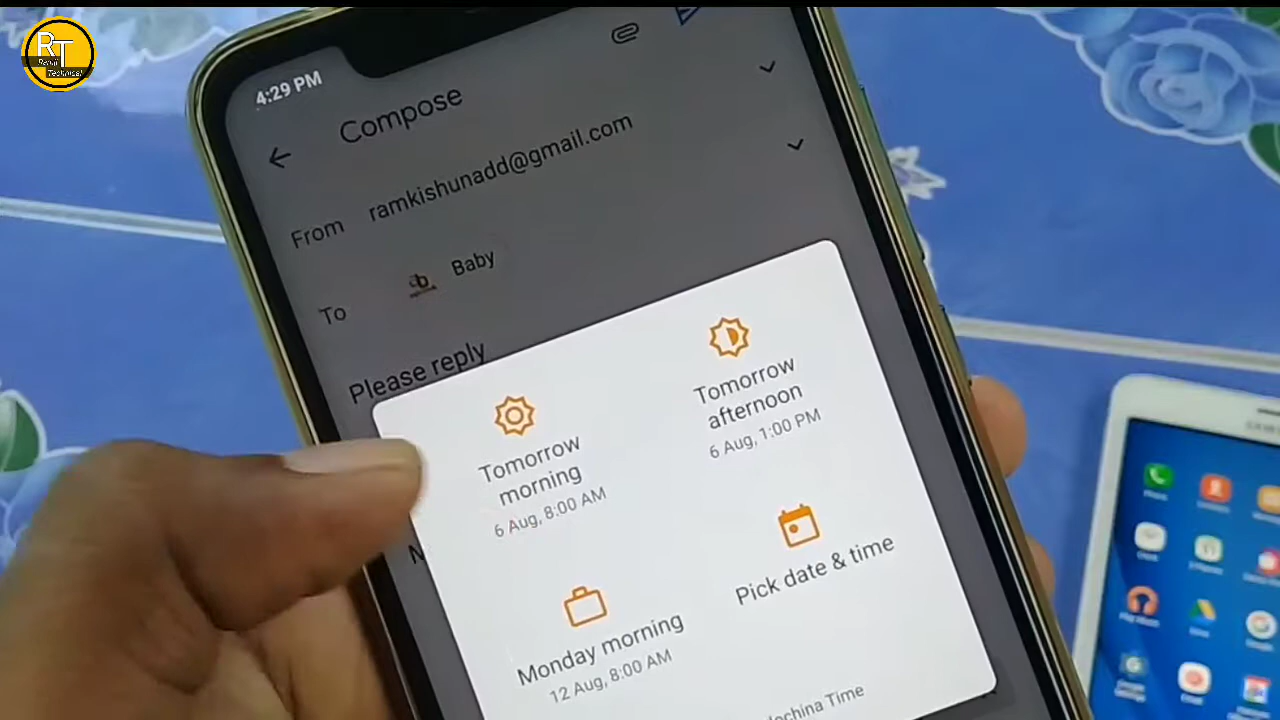 RT
Technical
4:29 PM
Compose
From ramkishunadd@gmail.com
To Baby
Please reply
Tomorrow
morning
6 Aug, 8:00 AM
Tomorrow
afternoon
6 Aug, 1:00 PM
Monday morning
12 Aug, 8:00 AM
Pick date & time
Time
Phone